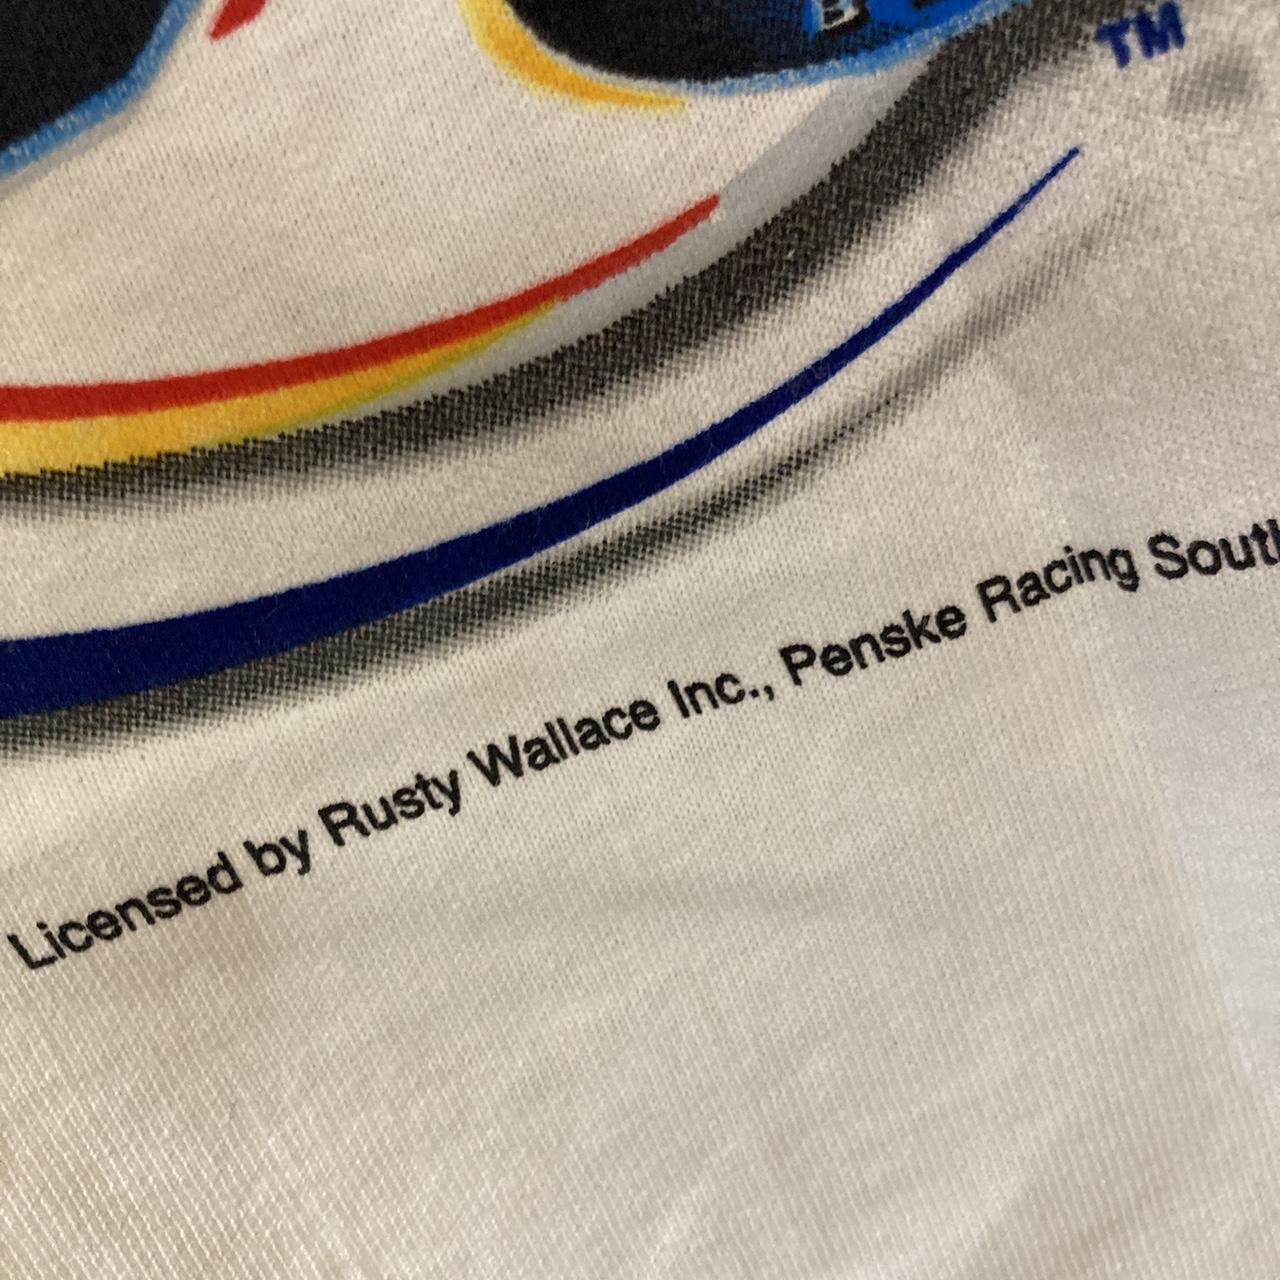 TM
Licensed by Rusty Wallace Inc., Penske Racing South